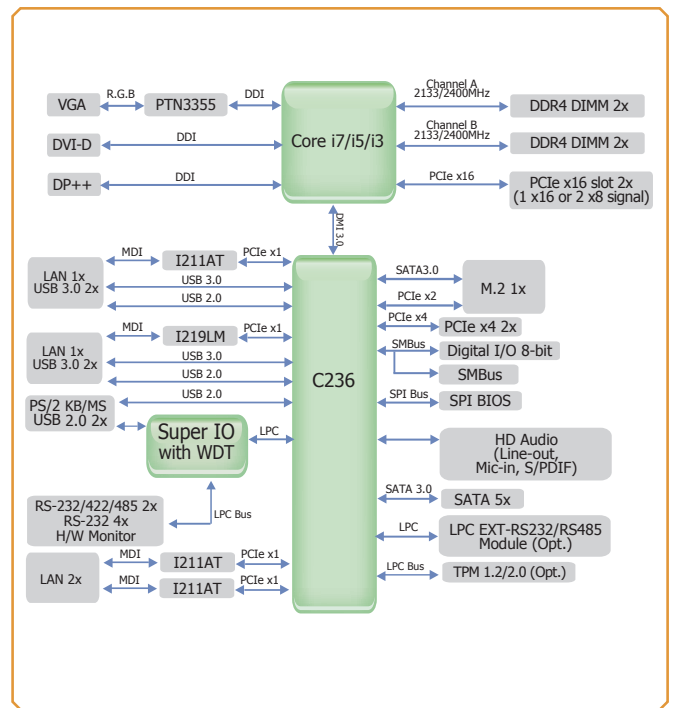 R.G.B
VGA
PTN3355
DDI
DVI-D
DDI
DP++
DDI
Core i7/i5/i3
Channel A
2133/2400MHz
DDR4 DIMM 2x
Channel B
2133/2400MHz
DDR4 DIMM 2x
PCIe x16
PCIe x16 slot 2x
(1 x16 or 2 x8 signal)
DMI 3.0
LAN 1x
USB 3.0 2x
MDI
I211AT
PCIe x1
USB 3.0
USB 2.0
LAN 1x
USB 3.0 2x
MDI
I219LM
PCIe x1
USB 3.0
USB 2.0
PS/2 KB/MS
USB 2.0 2x
USB 2.0
Super IO
with WDT
LPC
RS-232/422/485 2x
RS-232 4x
H/W Monitor
LPC Bus
LAN 2x
MDI
I211AT
PCIe x1
MDI
I211AT
PCIe x1
C236
SATA3.0
PCIe x2
M.2 1x
PCIe x4
PCIe x4 2x
SMBus
Digital I/O 8-bit
SMBus
SPI Bus
SPI BIOS
HD Audio
(Line-out,
Mic-in, S/PDIF)
SATA 3.0
SATA 5x
LPC
LPC EXT-RS232/RS485
Module (Opt.)
LPC Bus
TPM 1.2/2.0 (Opt.)